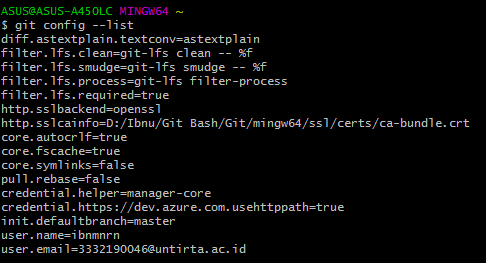 ASUS@ASUS-A450LC MINGW64 ~
$ git config --list
diff.astextplain.textconv=astextplain
filter.lfs.clean=git-lfs clean -- %f
filter.lfs.smudge=git-lfs smudge -- %f
filter.lfs.process=git-lfs filter-process
filter.lfs.required=true
http.sslbackend=openssl
http.sslcainfo=D:/Ibnu/Git Bash/Git/mingw64/ssl/certs/ca-bundle.crt
core.autocrlf=true
core.fscache=true
core.symlinks=false
pull.rebase=false
credential.helper=manager-core
credential.https://dev.azure.com.usehttppath=true
init.defaultbranch=master
user.name=ibnmnrn
user.email=3332190046@untirta.ac.id